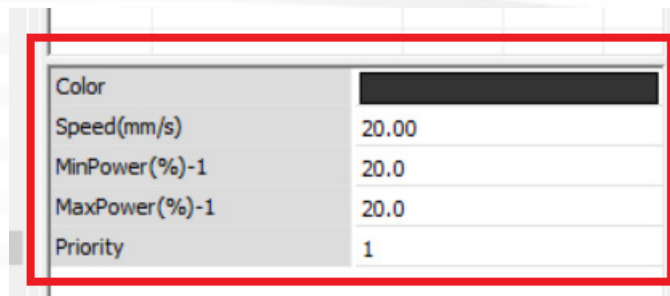 Color
Speed(mm/s) 20.00
MinPower(%)-1 20.0
MaxPower(%)-1 20.0
Priority 1